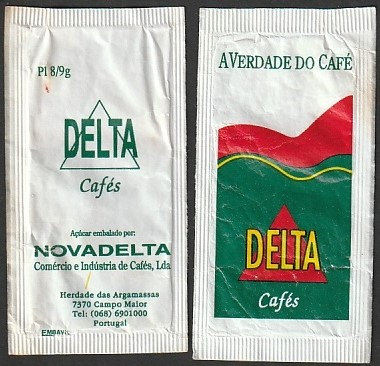 Pl 8/9g
DELTA
Cafés
Açúcar embalado por:
NOVADELTA
Comércio e Indústria de Cafés, Lda
Herdade das Argamassas
7370 Campo Maior
Tel: (068) 6901000
Portugal
EMBAVIL
A VERDADE DO CAFÉ
DELTA
Cafés